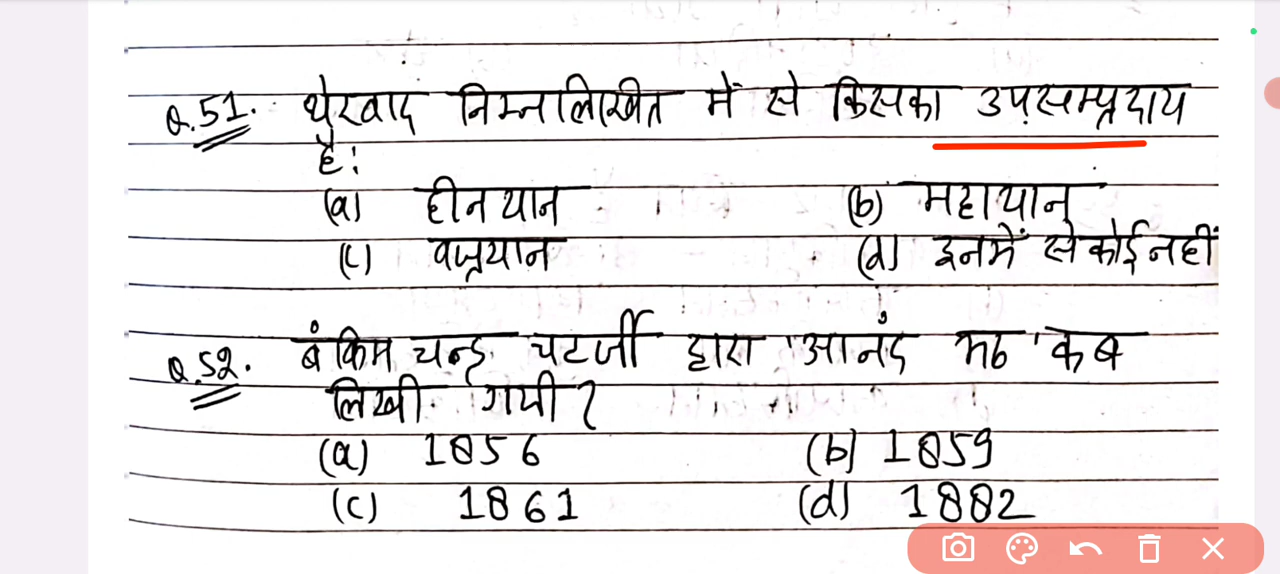 Q.51. थेरवाद निम्नलिखित में से किसका उपसम्प्रदाय
है:
(a) हीनयान (b) महायान
(c) वज्रयान (d) इनमें से कोई नहीं
Q.52. बंकिम चन्द्र चटर्जी द्वारा 'आनंद मठ' कब
लिखी गयी?
(a) 1856 (b) 1859
(c) 1861 (d) 1882